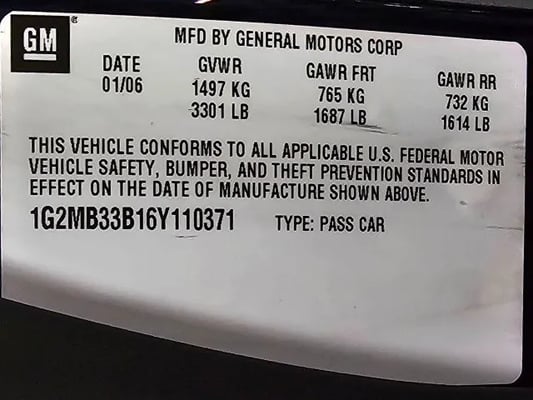 GM
MFD BY GENERAL MOTORS CORP
DATE GVWR GAWR FRT GAWR RR
01/06 1497 KG 765 KG 732 KG
3301 LB 1687 LB 1614 LB
THIS VEHICLE CONFORMS TO ALL APPLICABLE U.S. FEDERAL MOTOR
VEHICLE SAFETY, BUMPER, AND THEFT PREVENTION STANDARDS IN
EFFECT ON THE DATE OF MANUFACTURE SHOWN ABOVE.
1G2MB33B16Y110371 TYPE: PASS CAR